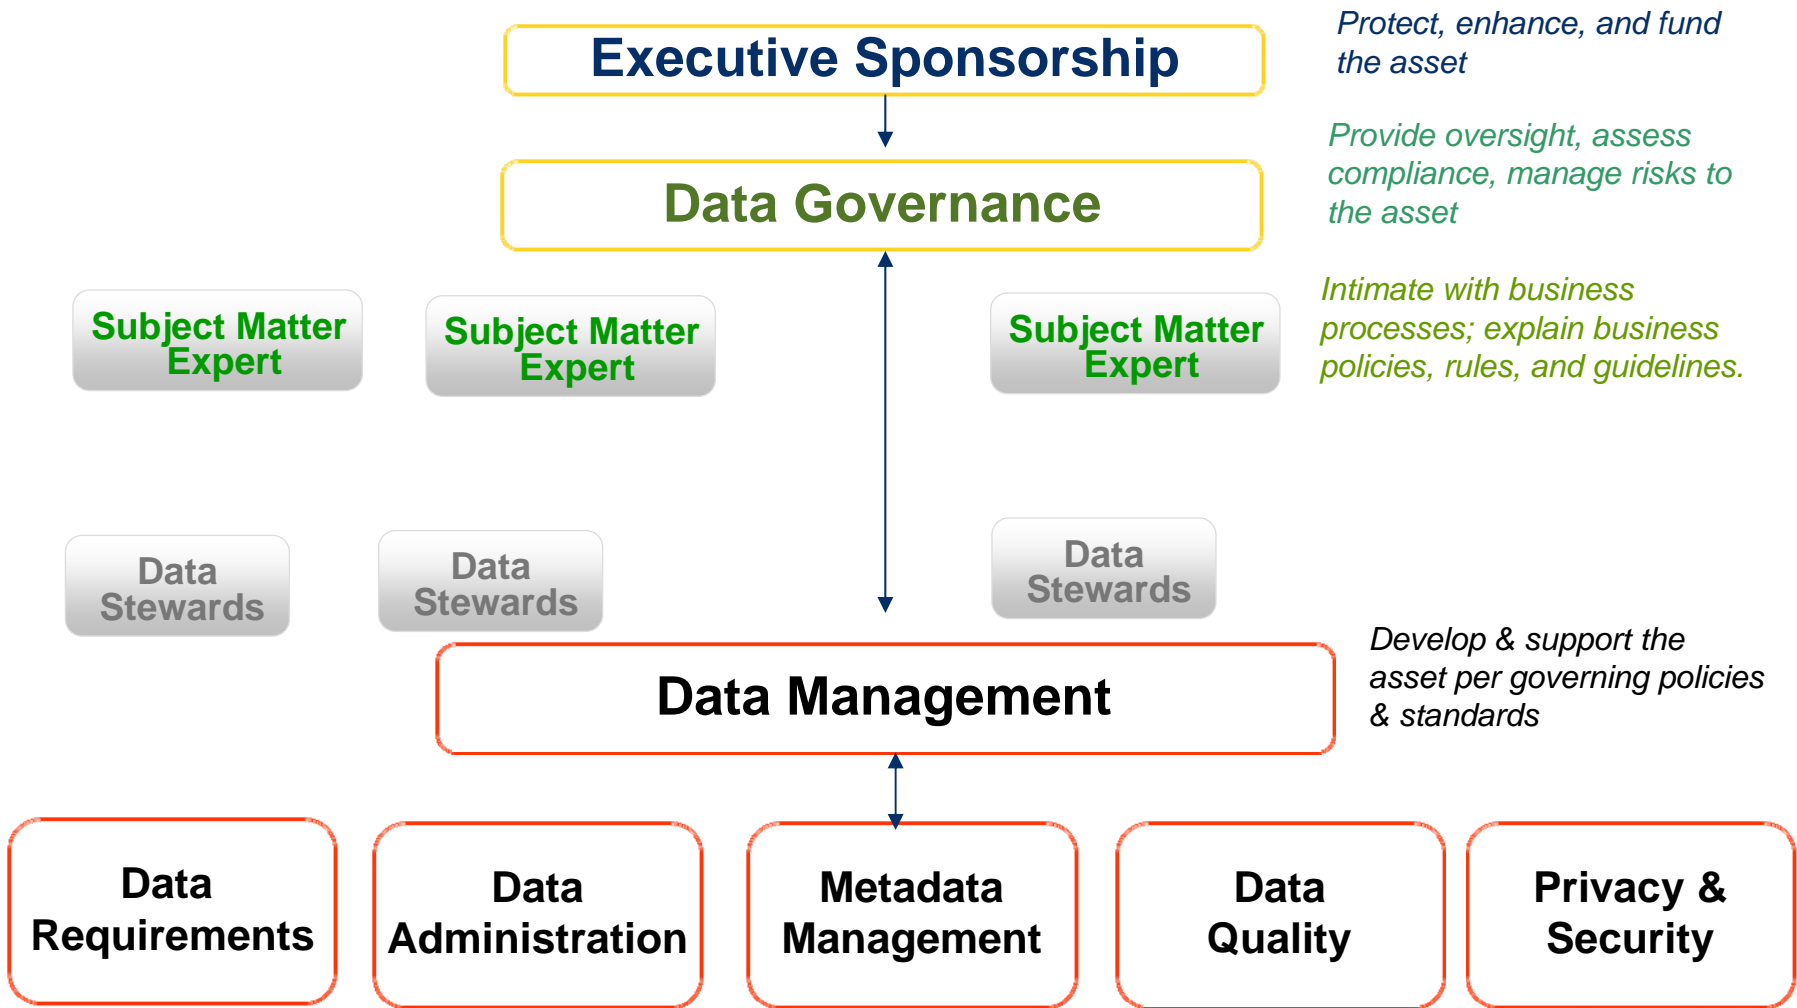 Executive Sponsorship
Protect, enhance, and fund
the asset
Data Governance
Provide oversight, assess
compliance, manage risks to
the asset
Subject Matter
Expert
Subject Matter
Expert
Subject Matter
Expert
Intimate with business
processes; explain business
policies, rules, and guidelines.
Data
Stewards
Data
Stewards
Data
Stewards
Data Management
Develop & support the
asset per governing policies
& standards
Data
Requirements
Data
Administration
Metadata
Management
Data
Quality
Privacy &
Security